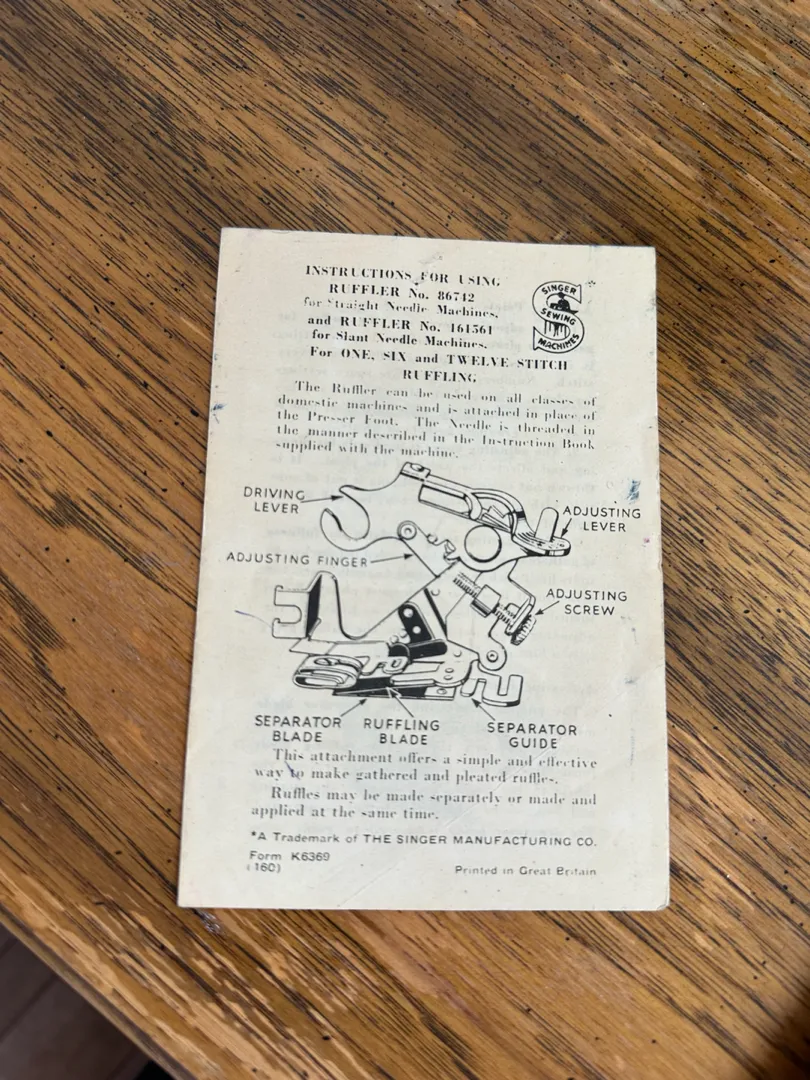 INSTRUCTIONS FOR USING
RUFFLER No. 86742
for Straight Needle Machines,
and RUFFLER No. 161561
for Slant Needle Machines.
For ONE, SIX and TWELVE STITCH
RUFFLING
SINGER
SEWING
MACHINES
*
The Ruffler can be used on all classes of
domestic machines and is attached in place of
the Presser Foot. The Needle is threaded in
the manner described in the Instruction Book
supplied with the machine.
DRIVING
LEVER
ADJUSTING
LEVER
ADJUSTING FINGER
ADJUSTING
SCREW
SEPARATOR
BLADE
RUFFLING
BLADE
SEPARATOR
GUIDE
This attachment offers a simple and effective
way to make gathered and pleated ruffles.
Ruffles may be made separately or made and
applied at the same time.
*A Trademark of THE SINGER MANUFACTURING CO.
Form K6369
(160)
Printed in Great Britain